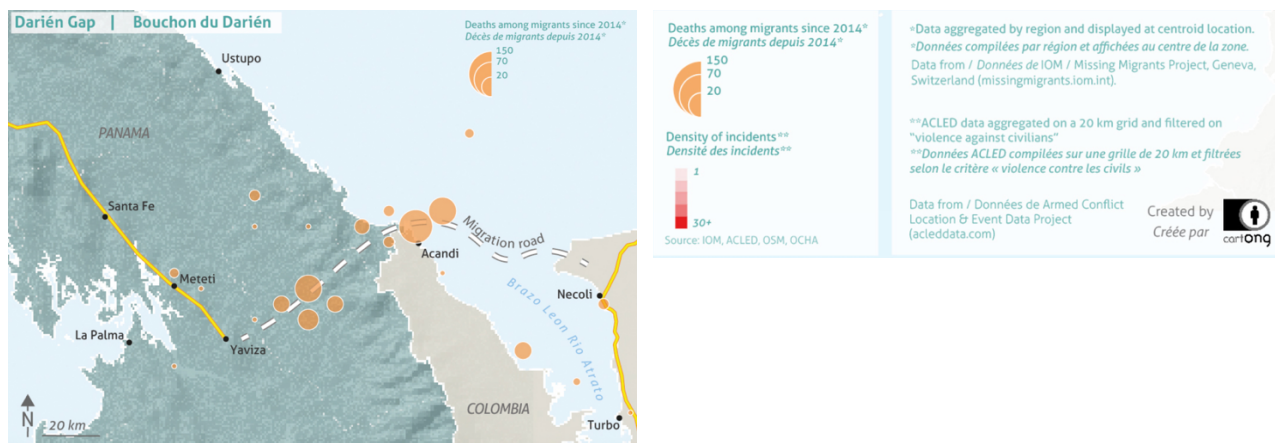 Darién Gap | Bouchon du Darién
Deaths among migrants since 2014*
Décès de migrants depuis 2014*
150
70
20
Ustupo
PANAMA
Santa Fe
Migration road
Acandi
Meteti
Necoli
Brazo Leon Rio Atrato
La Palma
Yaviza
COLOMBIA
N
20 km
Turbo
Deaths among migrants since 2014*
Décès de migrants depuis 2014*
150
70
20
Density of incidents**
Densité des incidents**
1
30+
Source: IOM, ACLED, OSM, OCHA
*Data aggregated by region and displayed at centroid location.
*Données compilées par région et affichées au centre de la zone.
Data from / Données de IOM / Missing Migrants Project, Geneva,
Switzerland (missingmigrants.iom.int).
**ACLED data aggregated on a 20 km grid and filtered on
"violence against civilians"
**Données ACLED compilées sur une grille de 20 km et filtrées
selon le critère « violence contre les civils »
Data from / Données de Armed Conflict
Location & Event Data Project
(acleddata.com)
Created by
Créée par
cartONG